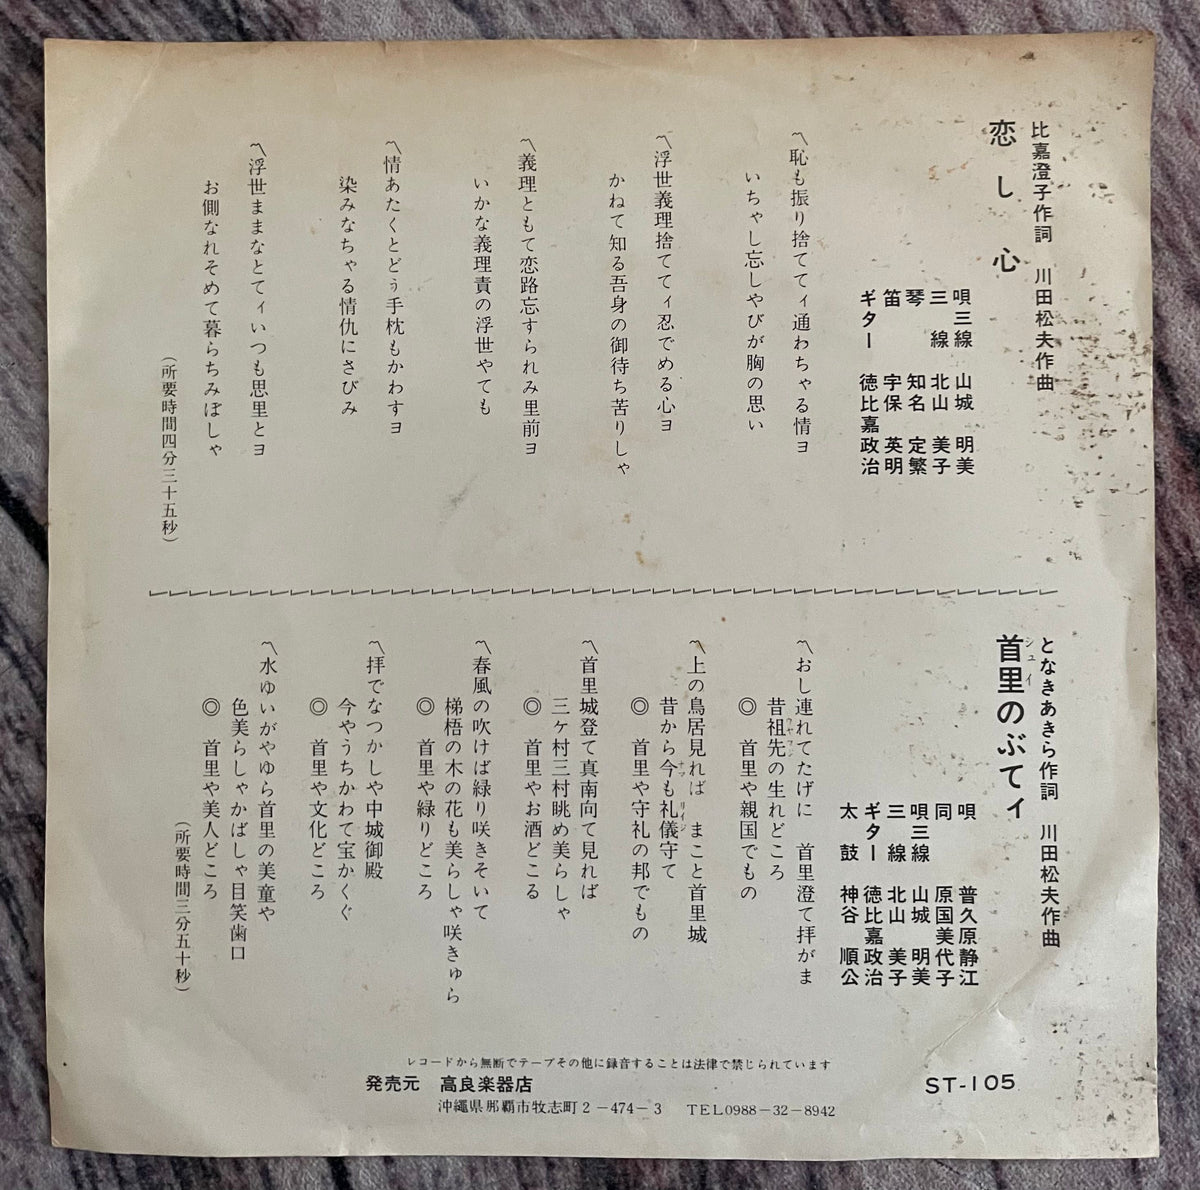 比嘉澄子作詞　川田松夫作曲
恋し心
唄三線　山城　明美
三　線　北山　美子
琴　　　知名　定繁
笛　　　宇保　英明
ギター　徳比嘉政治
〽恥も振り捨ててィ通わちゃる情ヨ
いちゃし忘しやびが胸の思い
〽浮世義理捨ててィ忍でめる心ヨ
かねて知る吾身の御待ち苦りしゃ
〽義理ともて恋路忘すられみ里前ヨ
いかな義理責の浮世やても
〽情あたくとどぅ手枕もかわすヨ
染みなちゃる情仇にさびみ
〽浮世ままなとてィいつも思里とヨ
お側なれそめて暮らちみぼしゃ
（所要時間四分三十五秒）
となきあきら作詞　川田松夫作曲
首里のぶてィ
シュイ
唄　　　普久原静江
同　　　原国美代子
唄三線　山城　明美
三　線　北山　美子
ギター　徳比嘉政治
太　鼓　神谷　順公
〽おし連れてたげに　首里澄て拝がま
昔祖先の生れどころ
ウヤフジ
◎　首里や親国でもの
〽上の鳥居見れば　まこと首里城
昔から今も礼儀守て
ナマ　リイジ
◎　首里や守礼の邦でもの
〽首里城登て真南向て見れば
三ケ村三村眺め美らしゃ
◎　首里やお酒どころ
〽春風の吹けば緑り咲きそいて
梯梧の木の花も美らしゃ咲きゅら
◎　首里や緑りどころ
〽拝でなつかしや中城御殿
今やうちかわて宝かくぐ
◎　首里や文化どころ
〽水ゆいがやゆら首里の美童や
色美らしゃかばしゃ目笑歯口
◎　首里や美人どころ
（所要時間三分五十秒）
レコードから無断でテープその他に録音することは法律で禁じられています
発売元　高良楽器店
沖縄県那覇市牧志町2－474－3　TEL0988－32－8942
ST-105